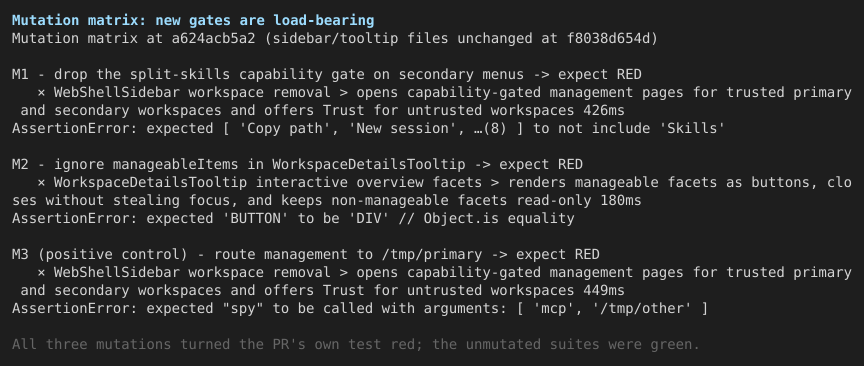 Mutation matrix: new gates are load-bearing
Mutation matrix at a624acb5a2 (sidebar/tooltip files unchanged at f8038d654d)
M1 - drop the split-skills capability gate on secondary menus -> expect RED
× WebShellSidebar workspace removal > opens capability-gated management pages for trusted primary
and secondary workspaces and offers Trust for untrusted workspaces 426ms
AssertionError: expected [ 'Copy path', 'New session', …(8) ] to not include 'Skills'
M2 - ignore manageableItems in WorkspaceDetailsTooltip -> expect RED
× WorkspaceDetailsTooltip interactive overview facets > renders manageable facets as buttons, clo
ses without stealing focus, and keeps non-manageable facets read-only 180ms
AssertionError: expected 'BUTTON' to be 'DIV' // Object.is equality
M3 (positive control) - route management to /tmp/primary -> expect RED
× WebShellSidebar workspace removal > opens capability-gated management pages for trusted primary
and secondary workspaces and offers Trust for untrusted workspaces 449ms
AssertionError: expected "spy" to be called with arguments: [ 'mcp', '/tmp/other' ]
All three mutations turned the PR's own test red; the unmutated suites were green.